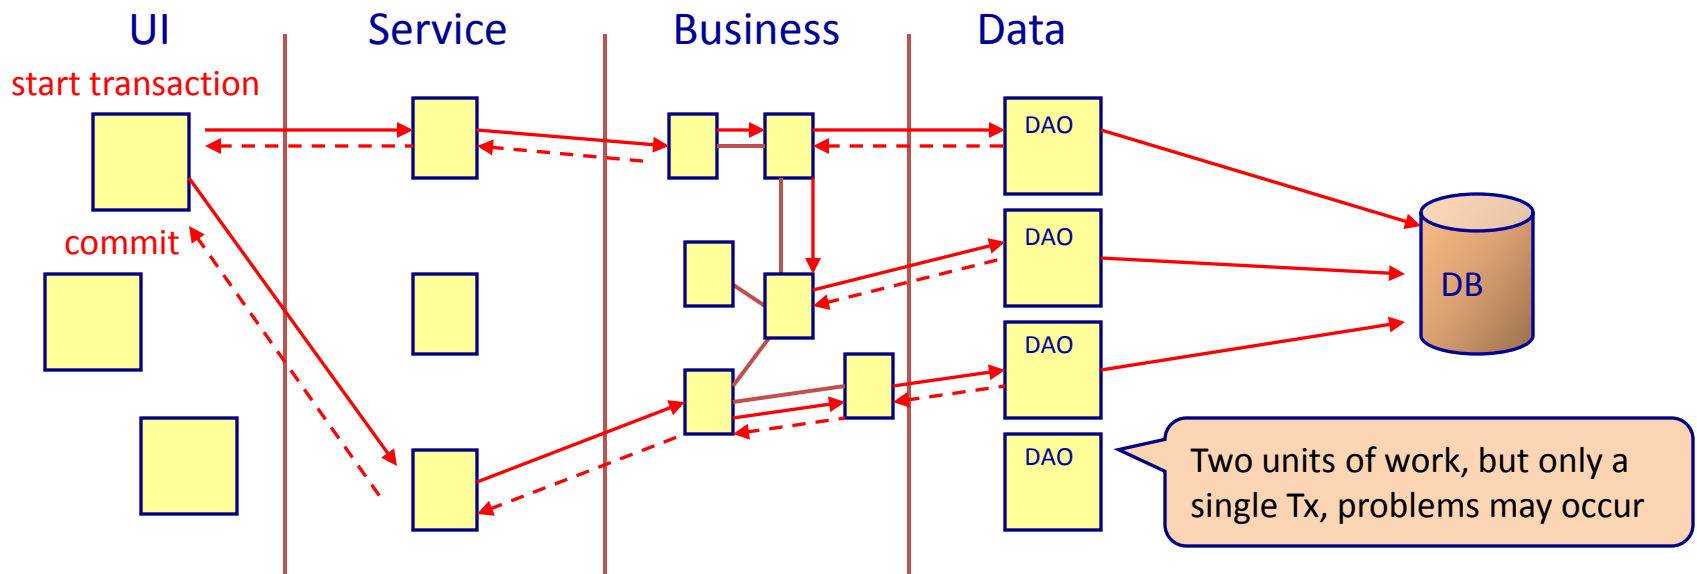 UI
Service
Business
Data
start transaction
commit
DAO
DAO
DAO
DAO
DB
Two units of work, but only a
single Tx, problems may occur